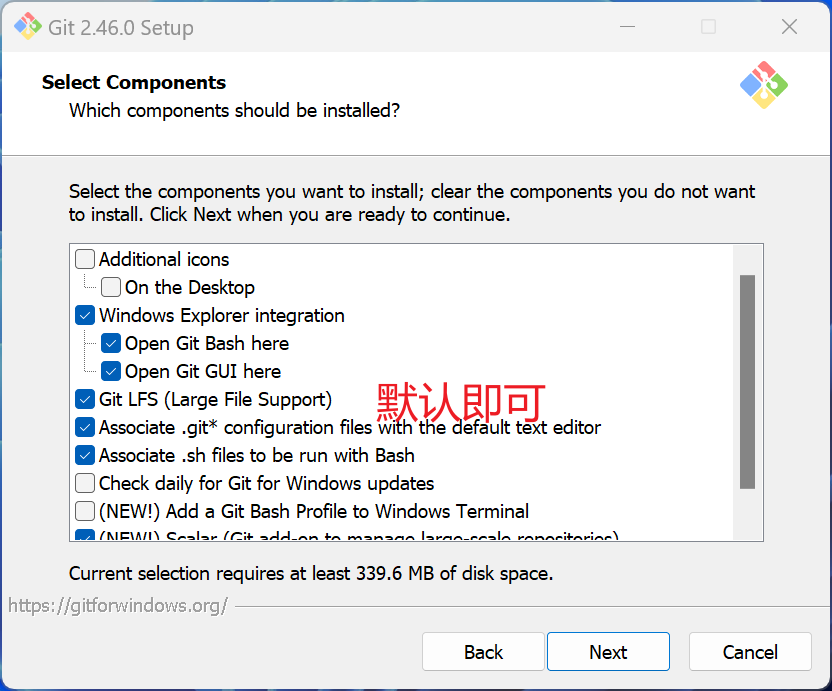 Git 2.46.0 Setup
Select Components
Which components should be installed?
Select the components you want to install; clear the components you do not want
to install. Click Next when you are ready to continue.
Additional icons
On the Desktop
Windows Explorer integration
Open Git Bash here
Open Git GUI here
Git LFS (Large File Support)
默认即可
Associate .git* configuration files with the default text editor
Associate .sh files to be run with Bash
Check daily for Git for Windows updates
(NEW!) Add a Git Bash Profile to Windows Terminal
(NEW!) Scalar (Git add-on to manage large-scale repositories)
Current selection requires at least 339.6 MB of disk space.
https://gitforwindows.org/
Back Next Cancel